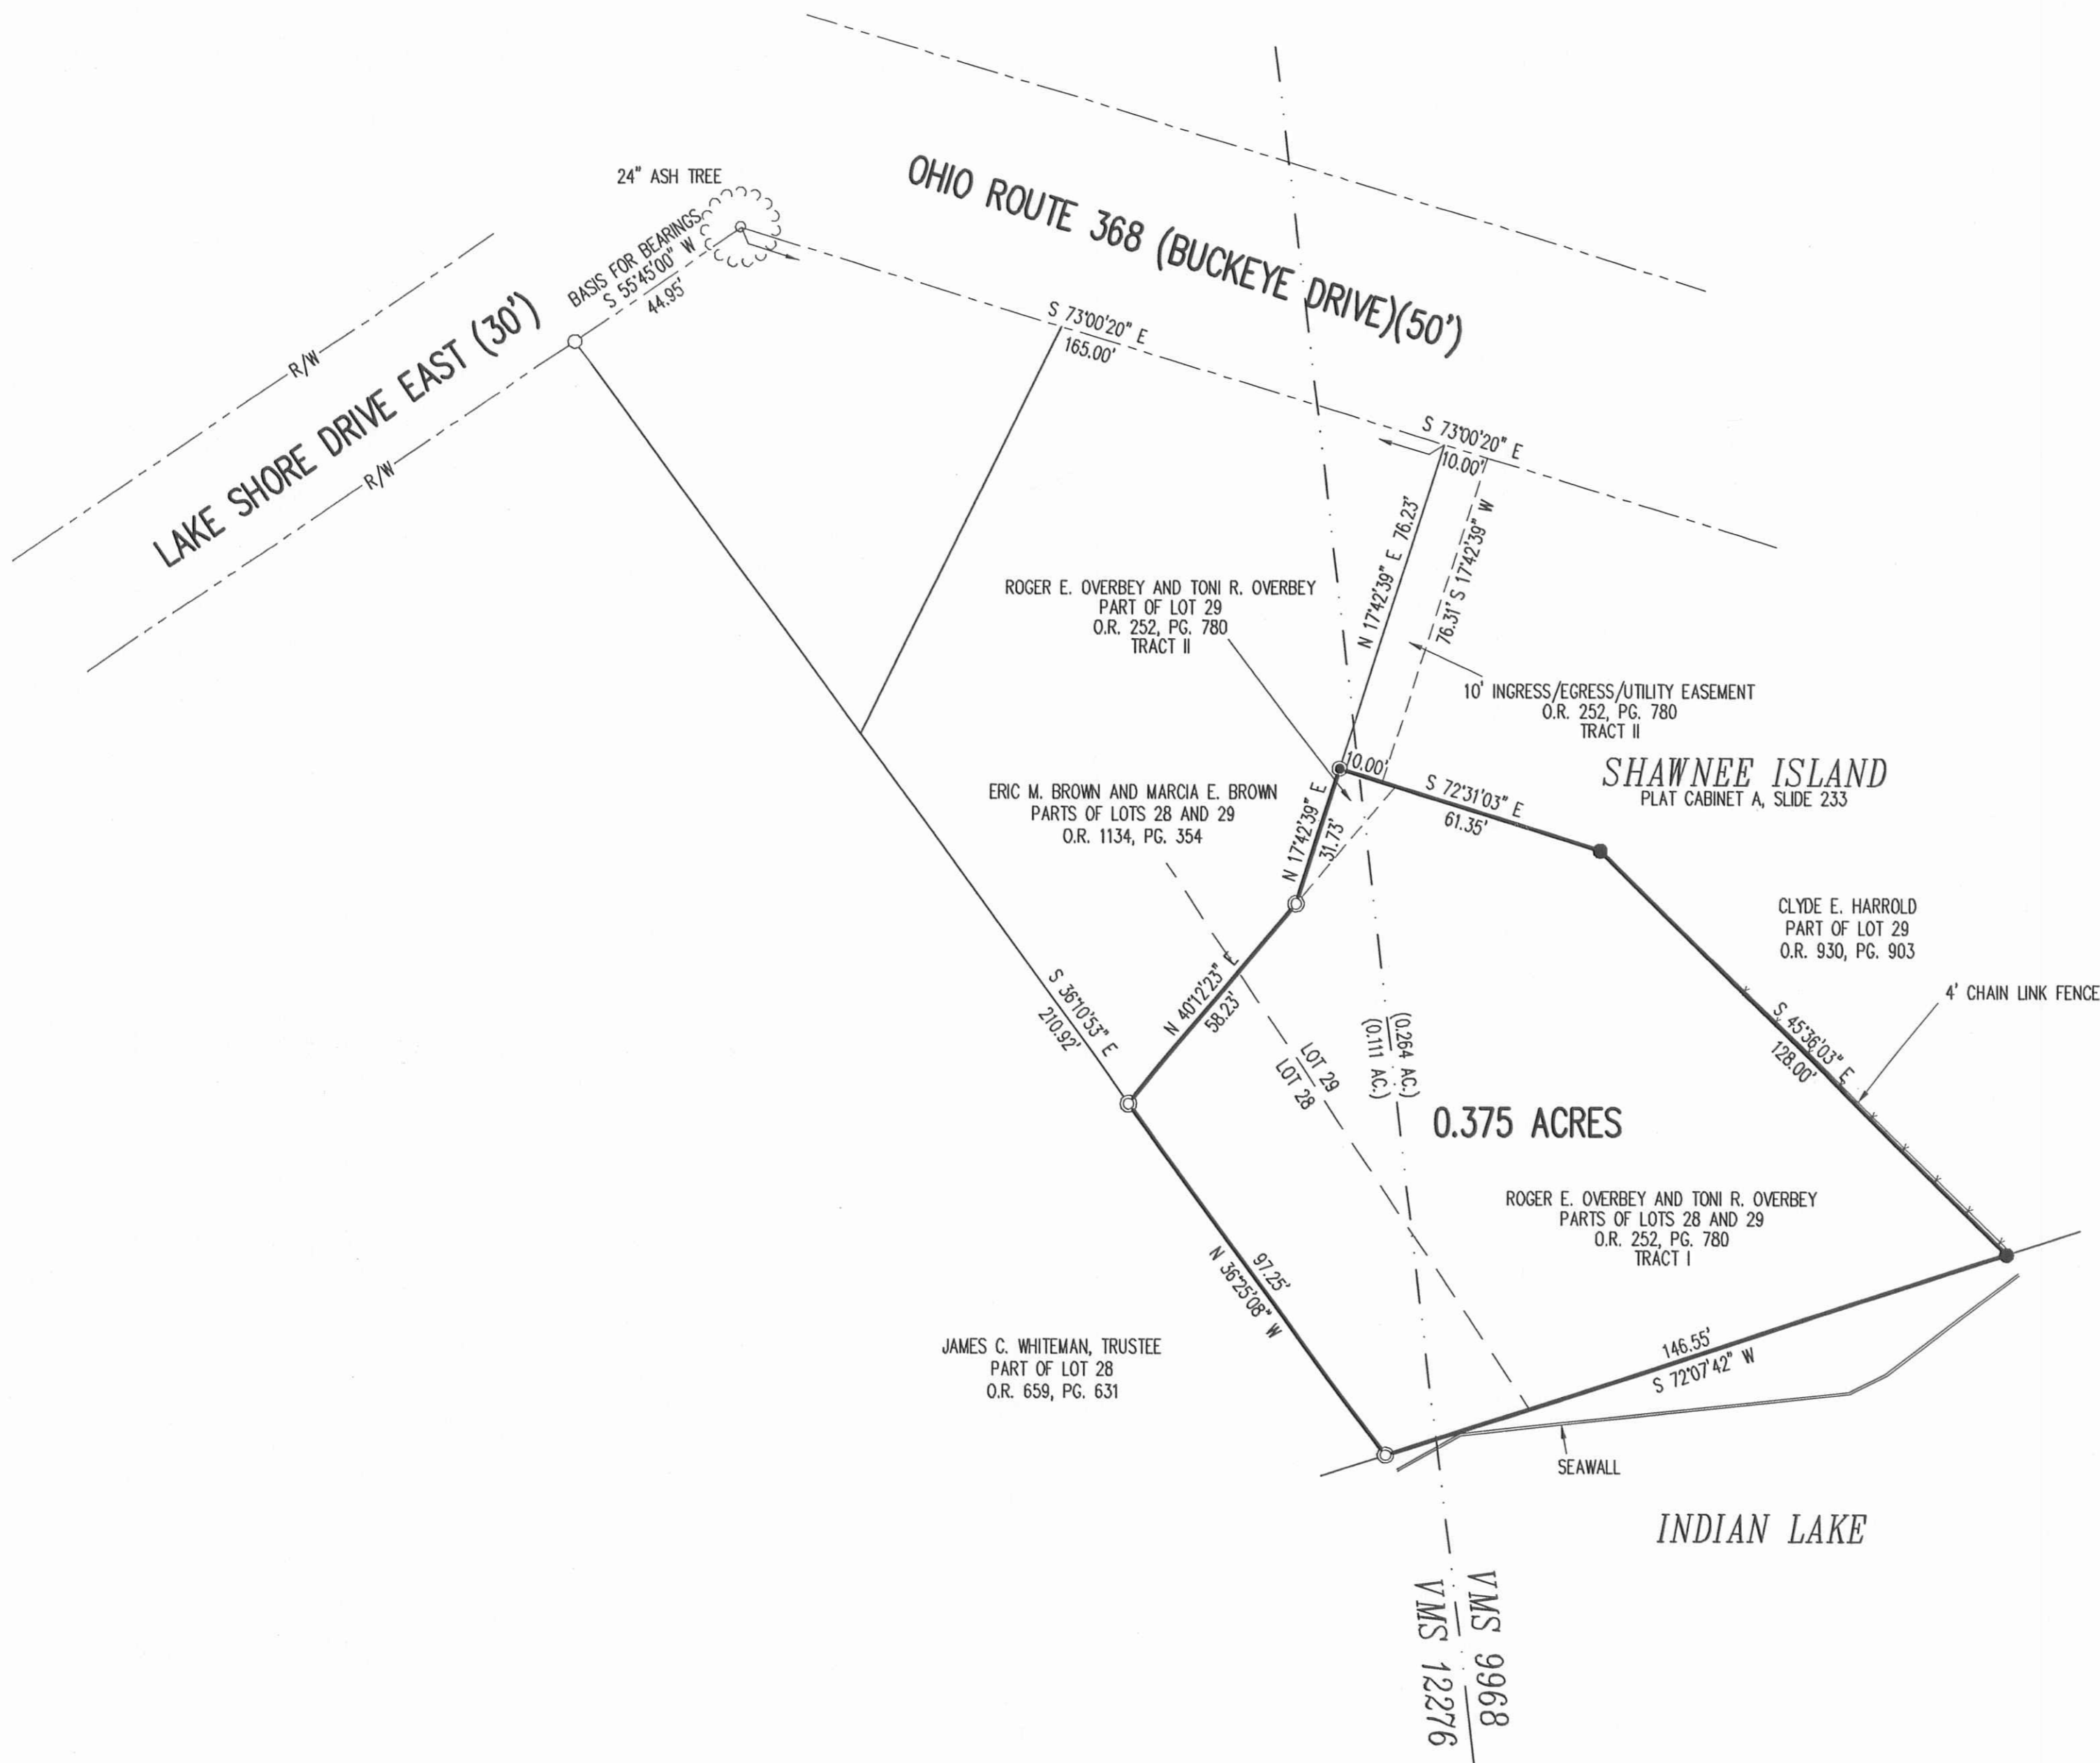 24" ASH TREE
OHIO ROUTE 368 (BUCKEYE DRIVE)(50')
BASIS FOR BEARINGS
S 55°45'00" W
44.95'
R/W
LAKE SHORE DRIVE EAST (30')
R/W
S 73°00'20" E
165.00'
S 73°00'20" E
10.00'
N 17°42'39" E 76.23'
76.31' S 17°42'39" W
ROGER E. OVERBEY AND TONI R. OVERBEY
PART OF LOT 29
O.R. 252, PG. 780
TRACT II
10' INGRESS/EGRESS/UTILITY EASEMENT
O.R. 252, PG. 780
TRACT II
SHAWNEE ISLAND
PLAT CABINET A, SLIDE 233
10.00'
S 72°31'03" E
61.35'
ERIC M. BROWN AND MARCIA E. BROWN
PARTS OF LOTS 28 AND 29
O.R. 1134, PG. 354
N 17°42'39" E
31.73'
CLYDE E. HARROLD
PART OF LOT 29
O.R. 930, PG. 903
4' CHAIN LINK FENCE
S 45°36'03" E
128.00'
N 40°12'23" E
58.23'
S 36°10'53" E
210.92'
LOT 29
LOT 28
(0.264 AC.)
(0.111 AC.)
0.375 ACRES
ROGER E. OVERBEY AND TONI R. OVERBEY
PARTS OF LOTS 28 AND 29
O.R. 252, PG. 780
TRACT I
97.25'
N 36°25'08" W
146.55'
S 72°07'42" W
JAMES C. WHITEMAN, TRUSTEE
PART OF LOT 28
O.R. 659, PG. 631
SEAWALL
INDIAN LAKE
VMS 9968
VMS 12276